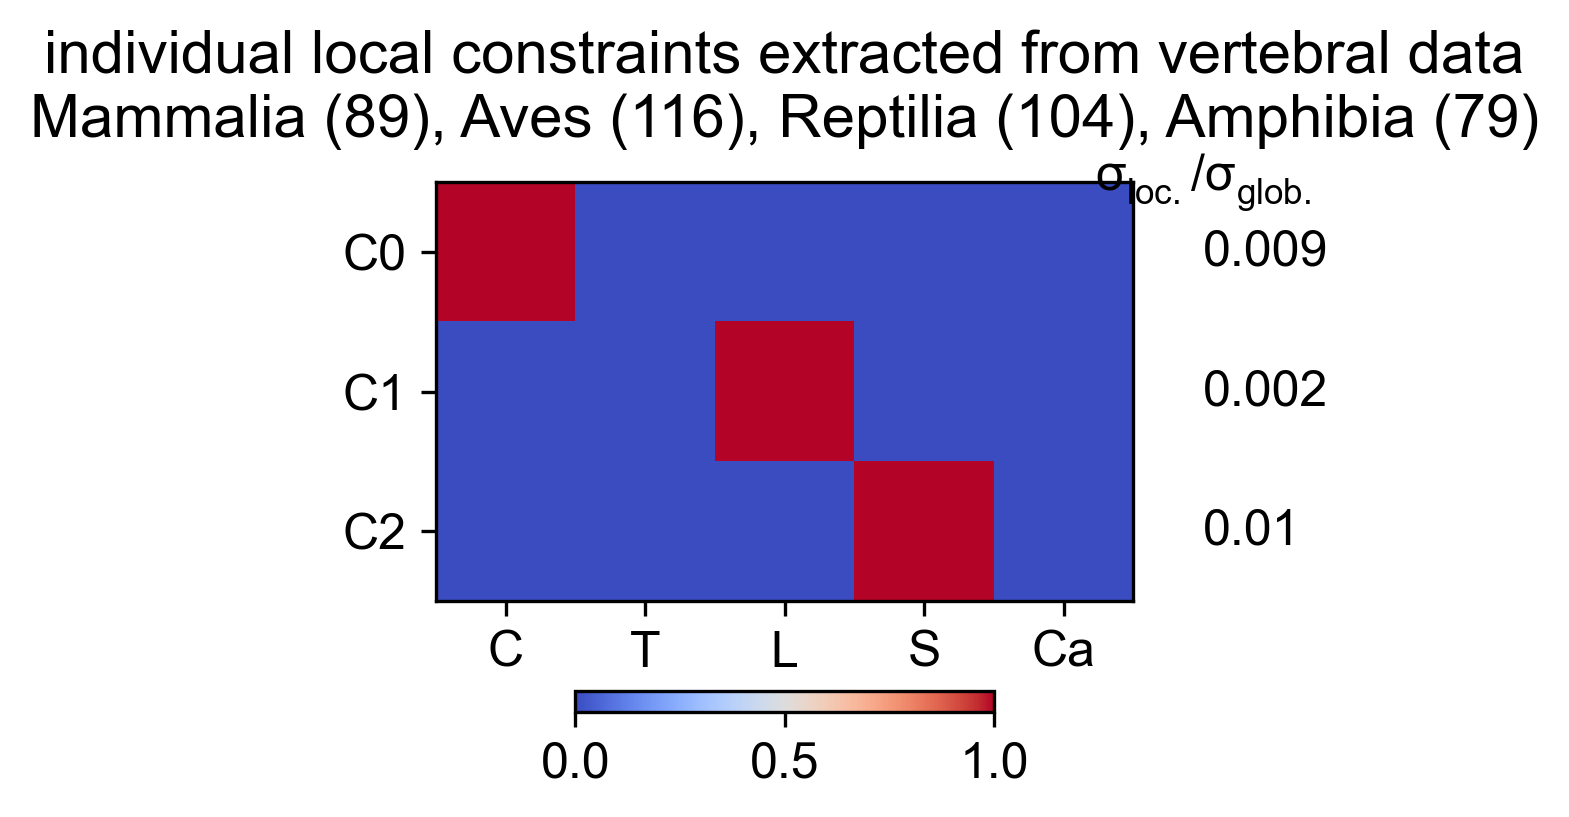 individual local constraints extracted from vertebral data
Mammalia (89), Aves (116), Reptilia (104), Amphibia (79)
σloc. /σglob.
C0 0.009
C1 0.002
C2 0.01
C T L S Ca
0.0 0.5 1.0